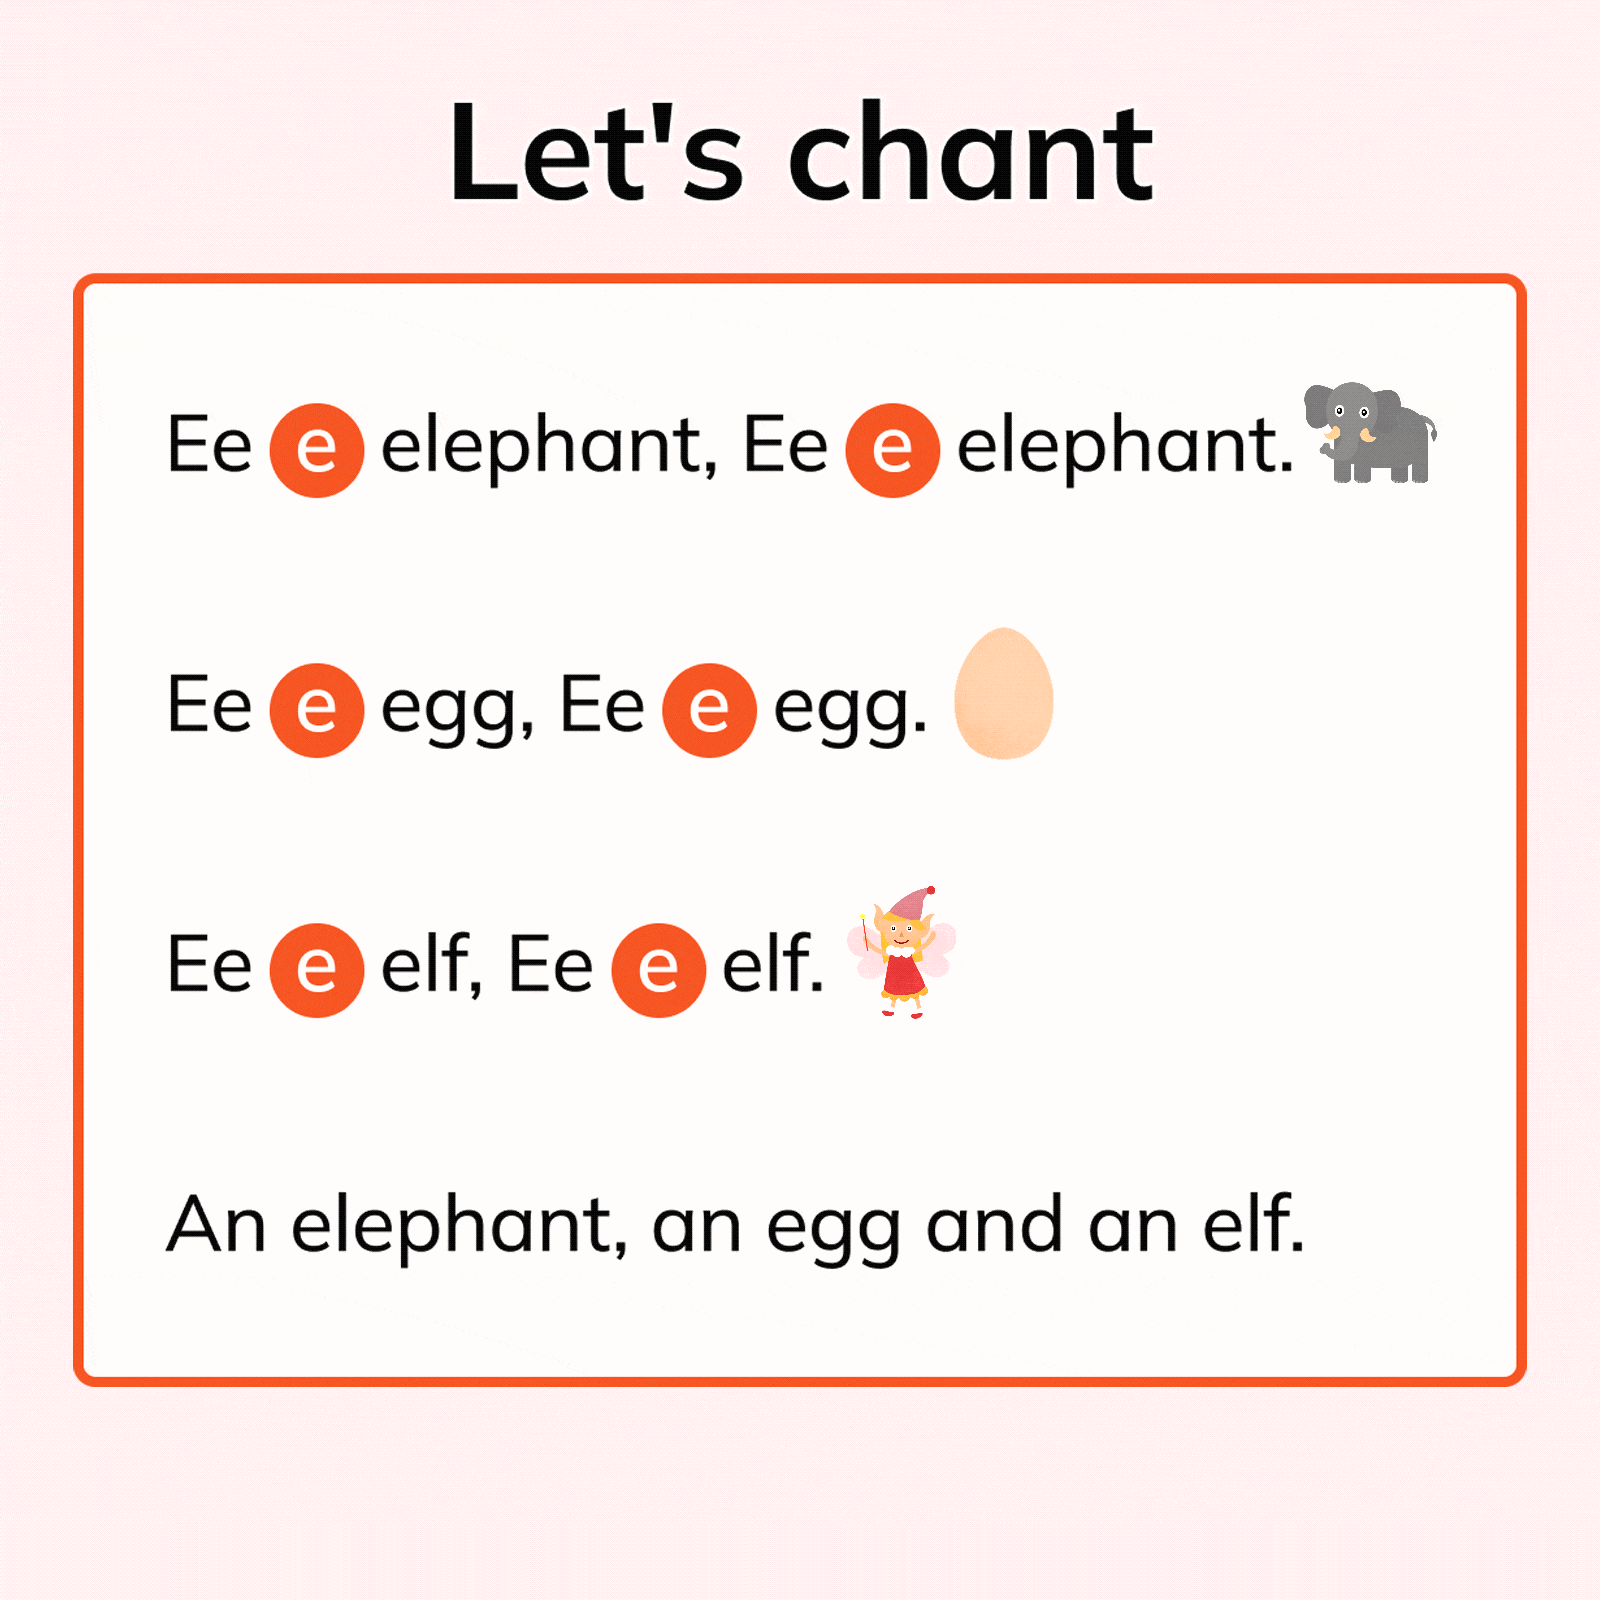 Let's chant
Ee e elephant, Ee e elephant.
Ee e egg, Ee e egg.
Ee e elf, Ee e elf.
An elephant, an egg and an elf.